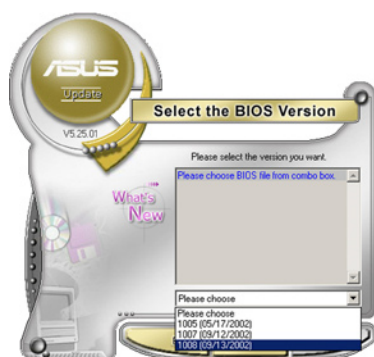 ASUS
Update
V5.25.01
Select the BIOS Version
Please select the version you want.
Please choose BIOS file from combo box.
What's
New
Please choose
Please choose
1005 (05/17/2002)
1007 (09/12/2002)
1008 (09/13/2002)